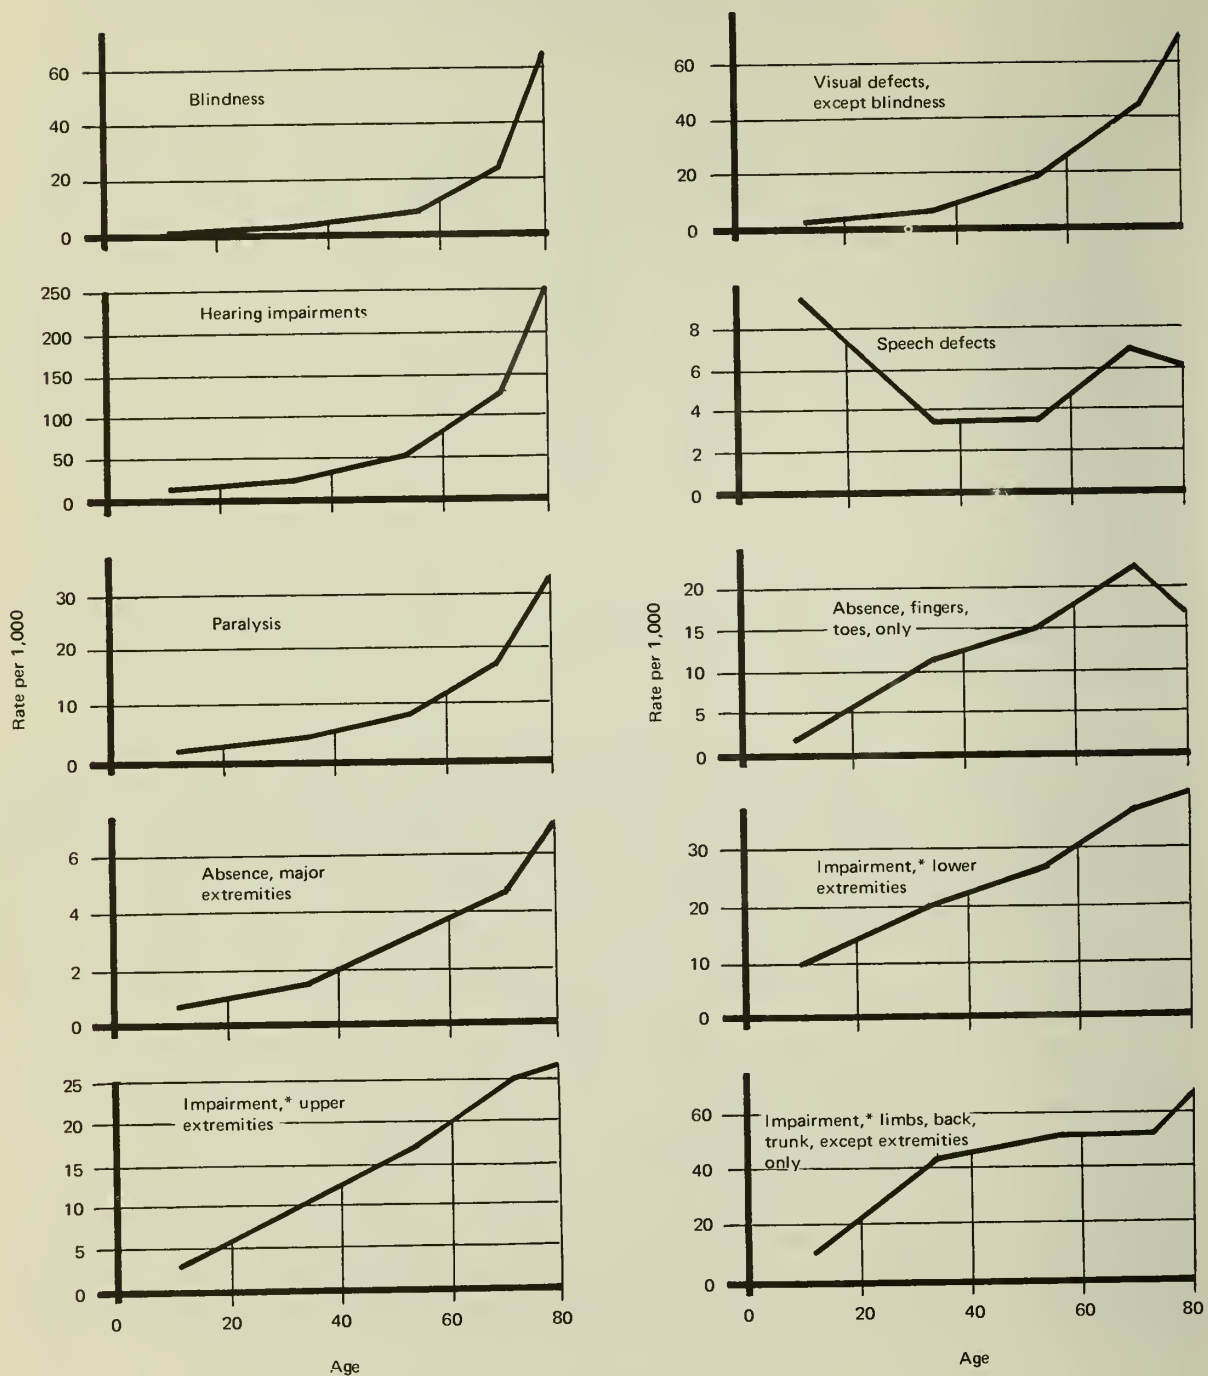 60
40
20
0
Blindness
60
40
20
0
Visual defects,
except blindness
250
200
150
100
50
0
Hearing impairments
8
6
4
2
0
Speech defects
Rate per 1,000
30
20
10
0
Paralysis
Rate per 1,000
20
15
10
5
0
Absence, fingers,
toes, only
6
4
2
0
Absence, major
extremities
30
20
10
0
Impairment,* lower
extremities
25
20
15
10
5
0
Impairment,* upper
extremities
0 20 40 60 80
Age
60
40
20
0
Impairment,* limbs, back,
trunk, except extremities
only
0 20 40 60 80
Age